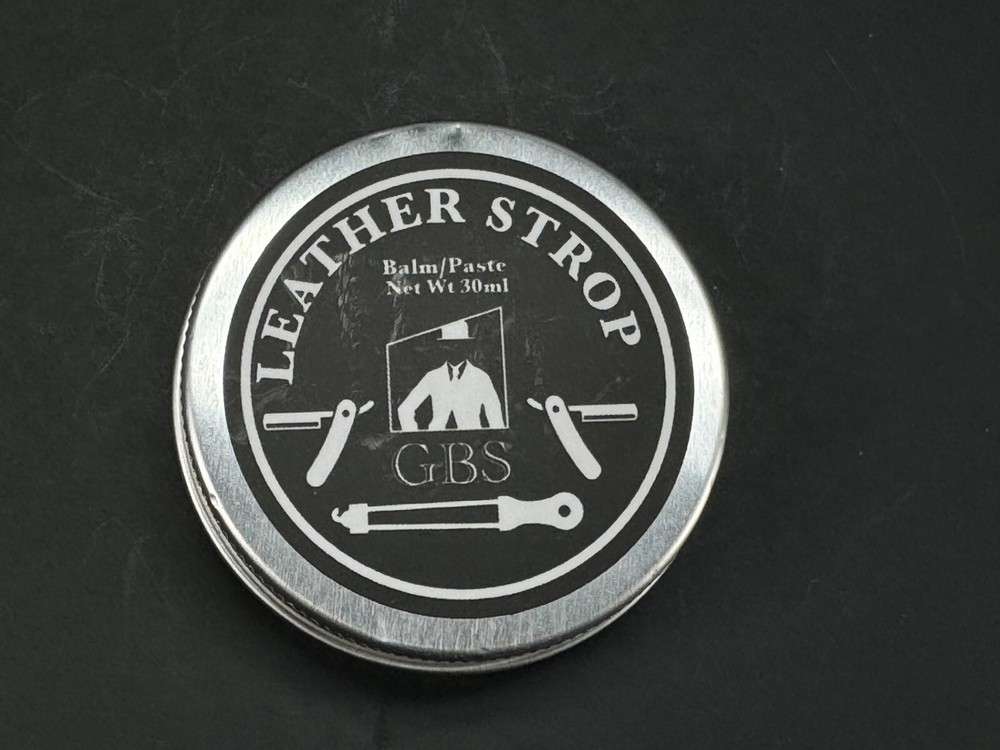 LEATHER STROP
Balm/Paste
Net Wt 30ml
GBS